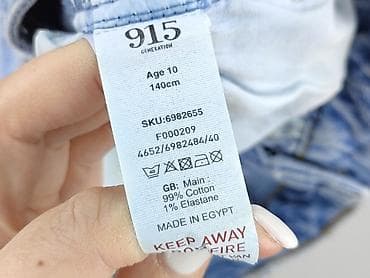 915
GENERATION
Age 10
140cm
SKU:6982655
F000209
4652/6982484/40
GB: Main :
99% Cotton
1% Elastane
MADE IN EGYPT
KEEP AWAY
FIRE